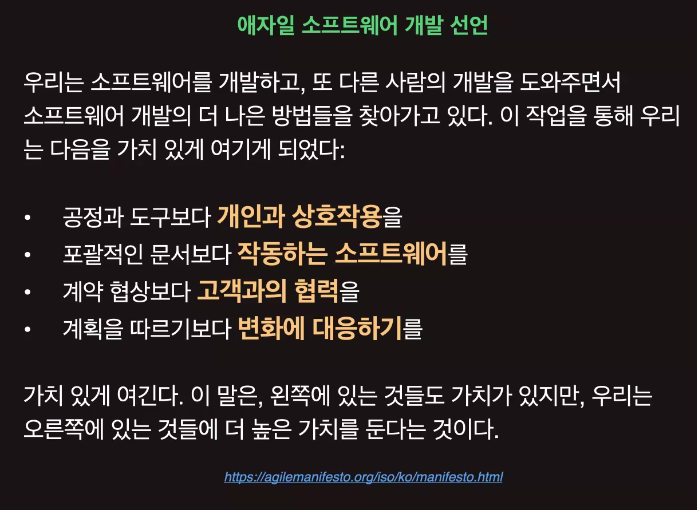 애자일 소프트웨어 개발 선언
우리는 소프트웨어를 개발하고, 또 다른 사람의 개발을 도와주면서
소프트웨어 개발의 더 나은 방법들을 찾아가고 있다. 이 작업을 통해 우리
는 다음을 가치 있게 여기게 되었다:
• 공정과 도구보다 개인과 상호작용을
• 포괄적인 문서보다 작동하는 소프트웨어를
• 계약 협상보다 고객과의 협력을
• 계획을 따르기보다 변화에 대응하기를
가치 있게 여긴다. 이 말은, 왼쪽에 있는 것들도 가치가 있지만, 우리는
오른쪽에 있는 것들에 더 높은 가치를 둔다는 것이다.
https://agilemanifesto.org/iso/ko/manifesto.html